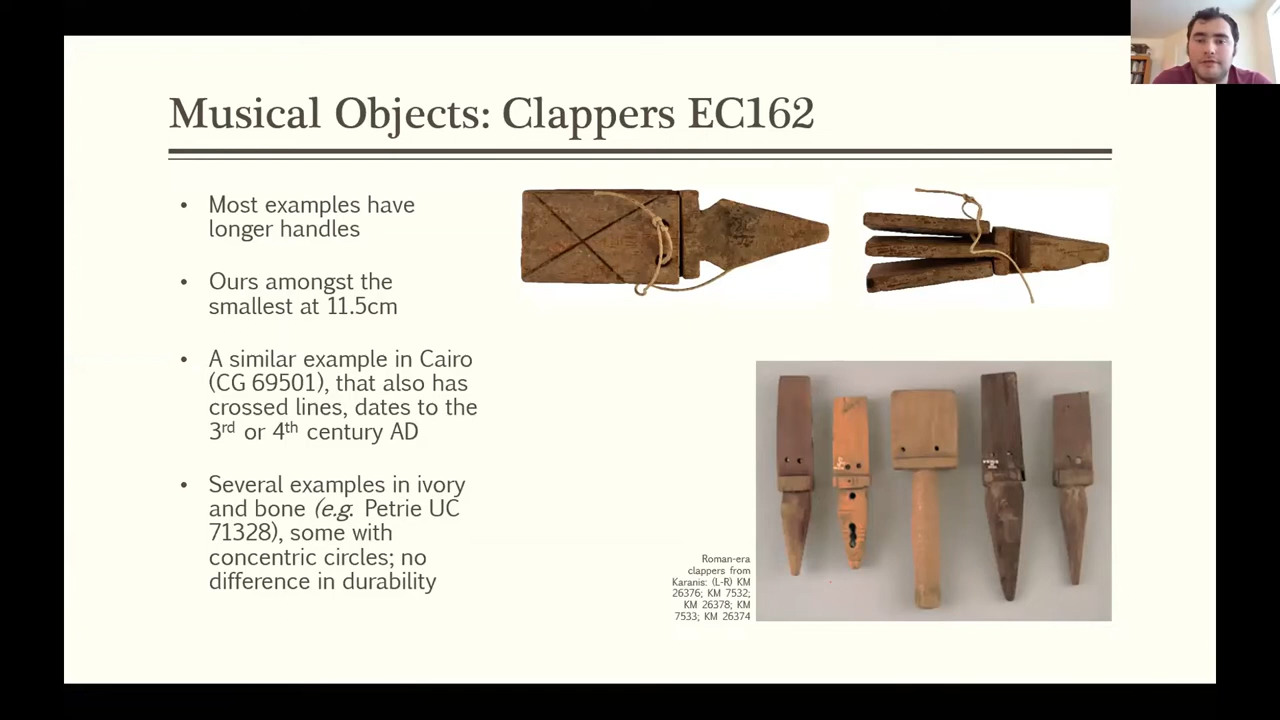 Musical Objects: Clappers EC162
• Most examples have
longer handles
• Ours amongst the
smallest at 11.5cm
• A similar example in Cairo
(CG 69501), that also has
crossed lines, dates to the
3rd or 4th century AD
• Several examples in ivory
and bone (e.g. Petrie UC
71328), some with
concentric circles; no
difference in durability
Roman-era
clappers from
Karanis: (L-R) KM
26376; KM 7532;
KM 26378; KM
7533; KM 26374